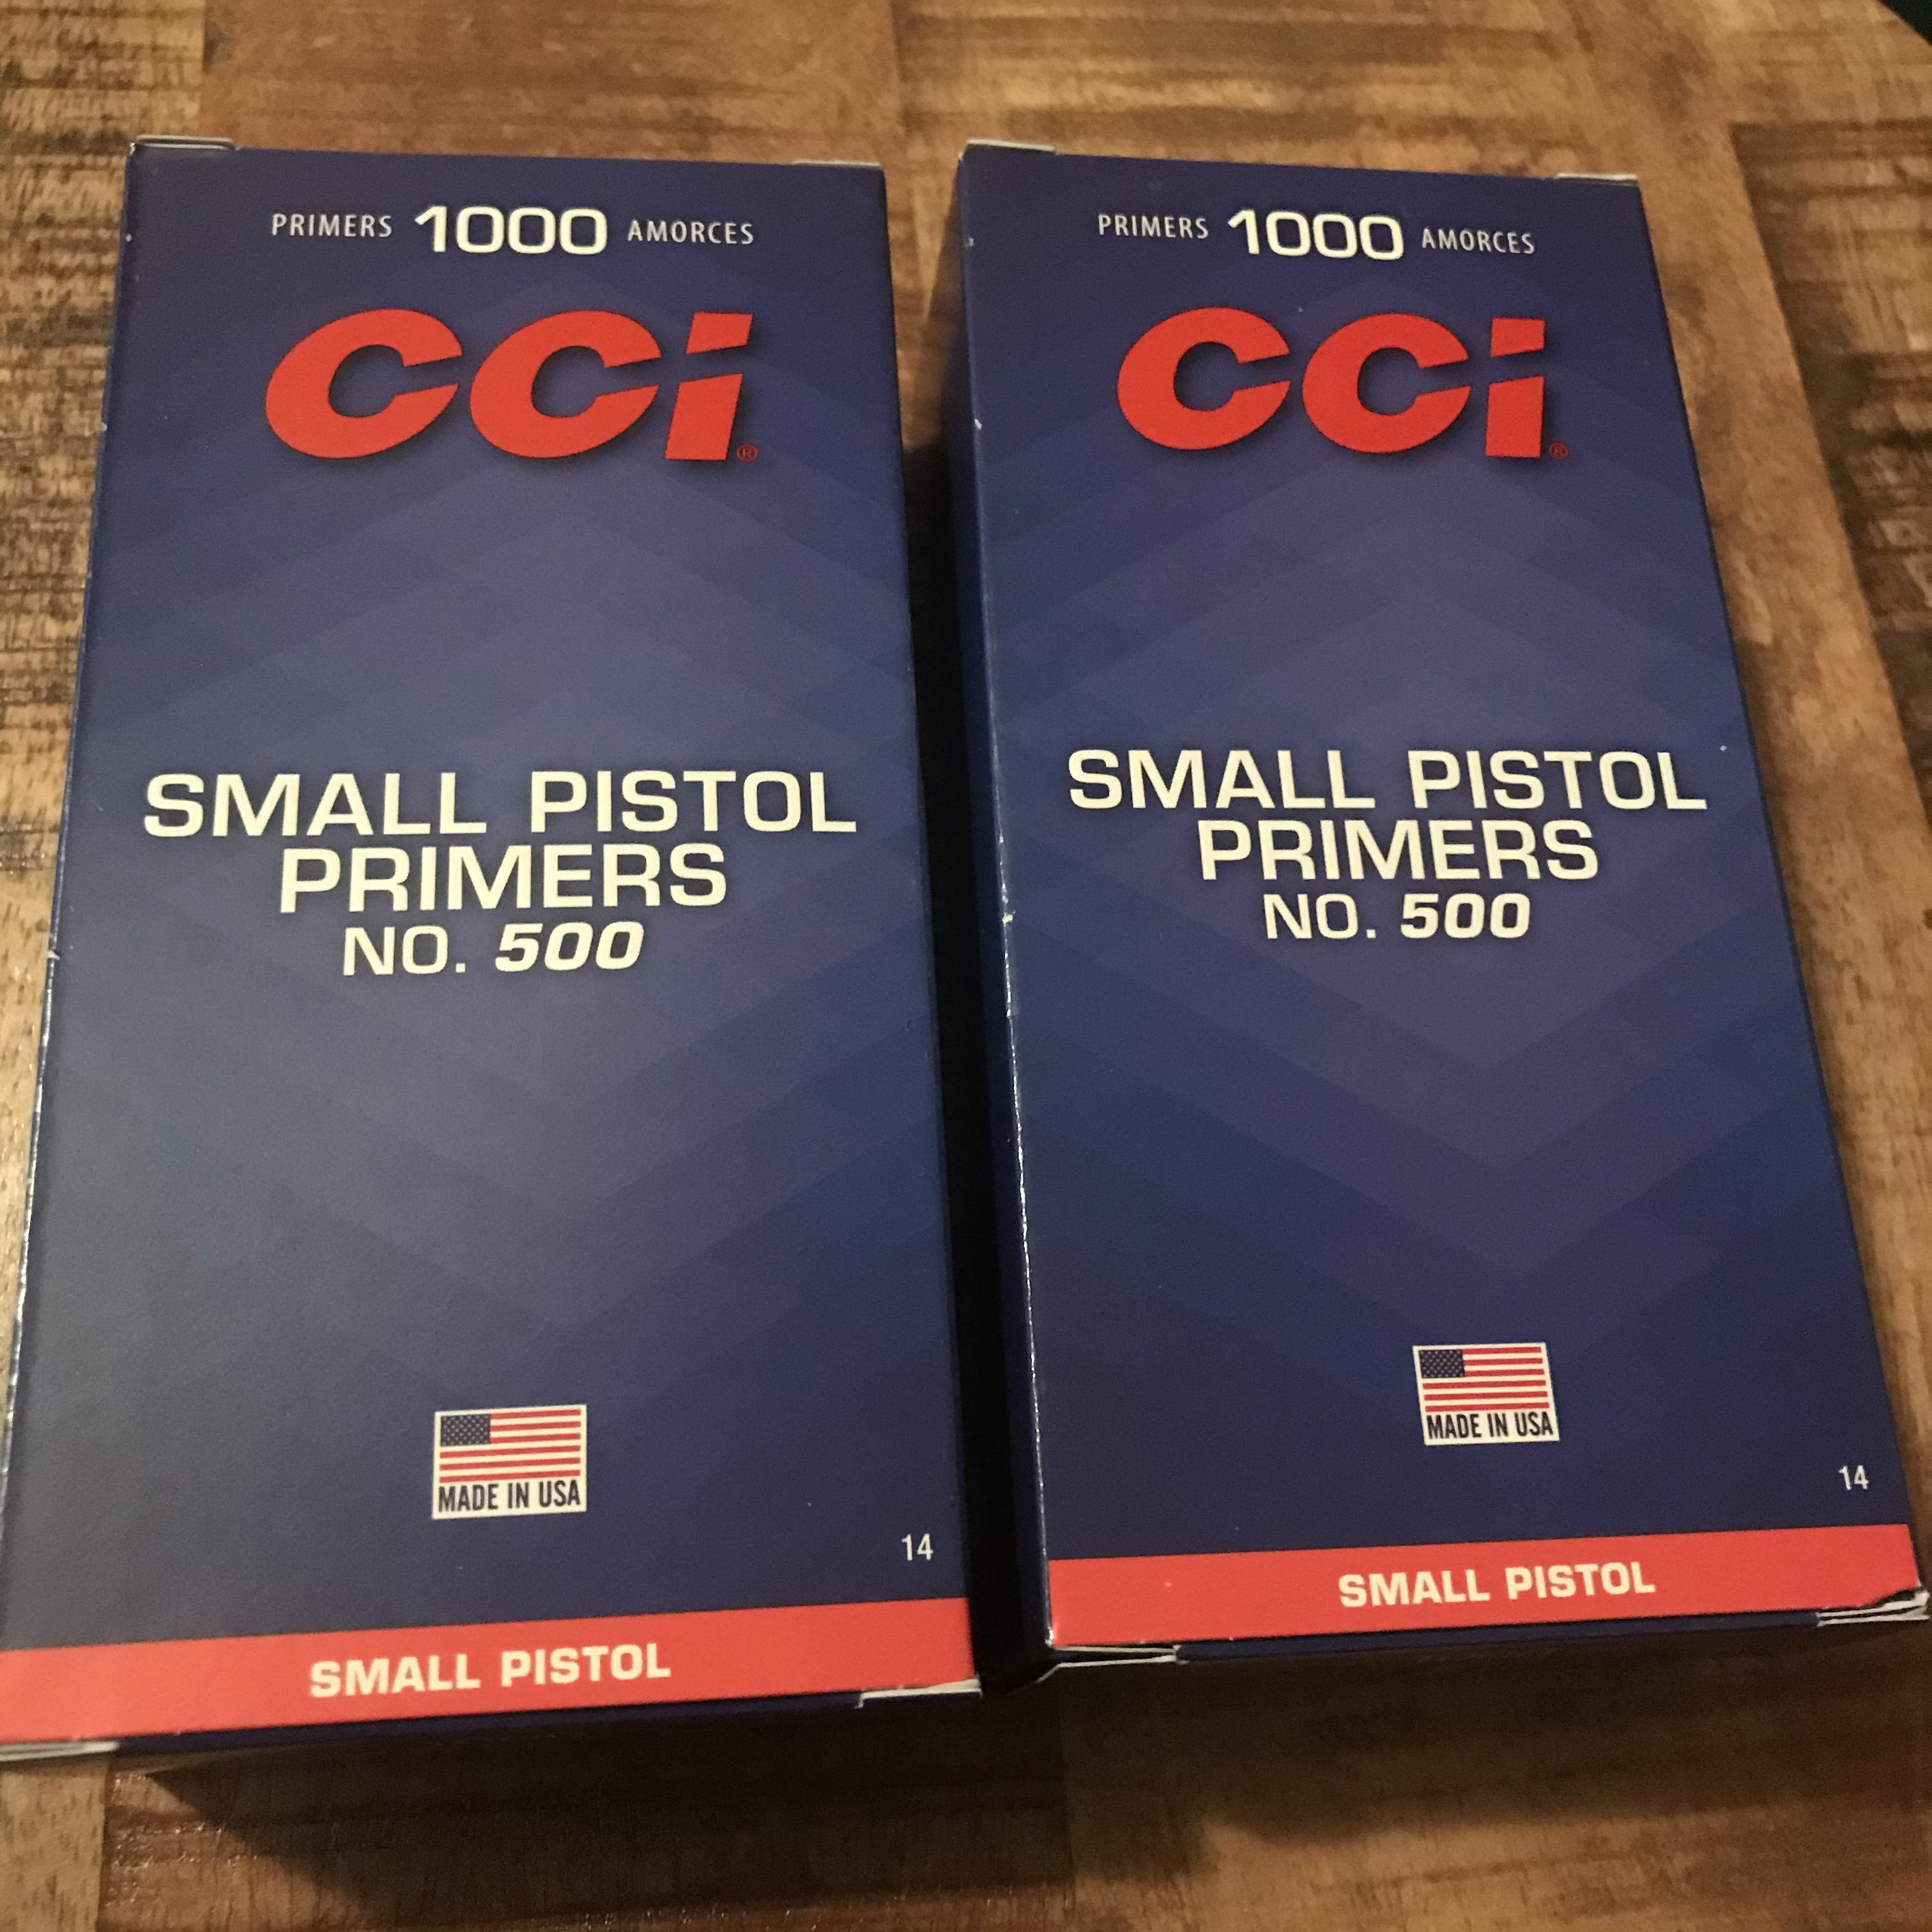 PRIMERS 1000 AMORCES
CCi®
SMALL PISTOL
PRIMERS
NO. 500
MADE IN USA
14
SMALL PISTOL
PRIMERS 1000 AMORCES
CCi®
SMALL PISTOL
PRIMERS
NO. 500
MADE IN USA
14
SMALL PISTOL